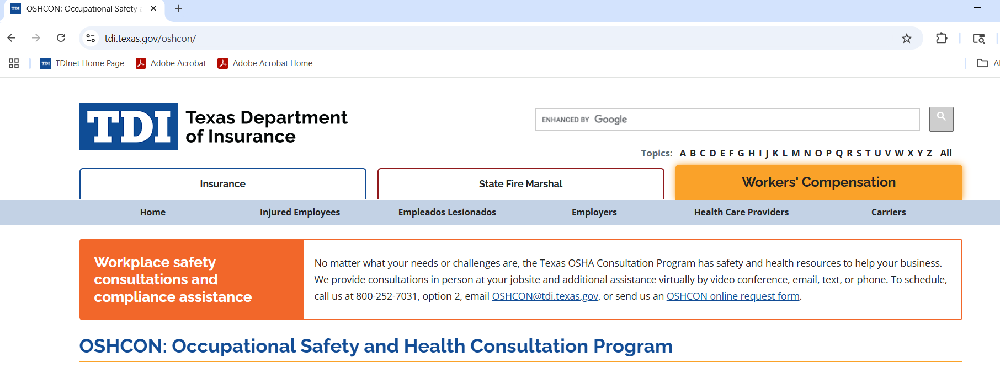 OSHCON: Occupational Safety
tdi.texas.gov/oshcon/
TDI TDInet Home Page Adobe Acrobat Adobe Acrobat Home
TDI Texas Department
of Insurance
ENHANCED BY Google
Topics: A B C D E F G H I J K L M N O P Q R S T U V W X Y Z All
Insurance State Fire Marshal Workers' Compensation
Home Injured Employees Empleados Lesionados Employers Health Care Providers Carriers
Workplace safety
consultations and
compliance assistance
No matter what your needs or challenges are, the Texas OSHA Consultation Program has safety and health resources to help your business.
We provide consultations in person at your jobsite and additional assistance virtually by video conference, email, text, or phone. To schedule,
call us at 800-252-7031, option 2, email OSHCON@tdi.texas.gov, or send us an OSHCON online request form.
OSHCON: Occupational Safety and Health Consultation Program